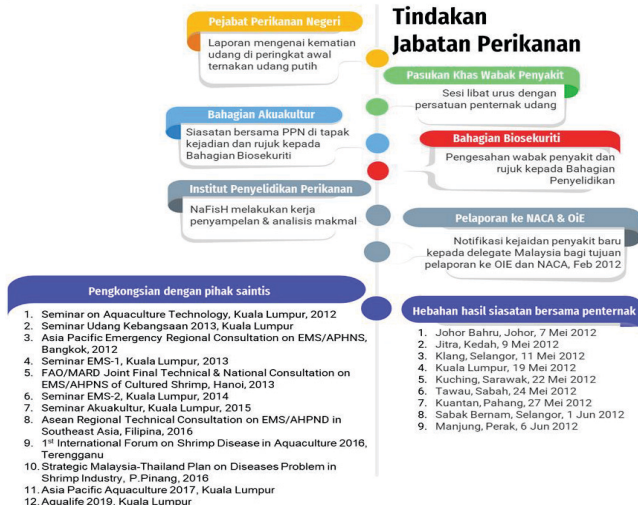 Tindakan
Jabatan Perikanan
Pejabat Perikanan Negeri
Laporan mengenai kematian
udang di peringkat awal
ternakan udang putih
Pasukan Khas Wabak Penyakit
Sesi libat urus dengan
persatuan penternak udang
Bahagian Akuakultur
Siasatan bersama PPN di tapak
kejadian dan rujuk kepada
Bahagian Biosekuriti
Bahagian Biosekuriti
Pengesahan wabak penyakit dan
rujuk kepada Bahagian
Penyelidikan
Institut Penyelidikan Perikanan
NaFisH melakukan kerja
penyampelan & analisis makmal
Pelaporan ke NACA & OiE
Notifikasi kejaidan penyakit baru
kepada delegate Malaysia bagi tujuan
pelaporan ke OIE dan NACA, Feb 2012
Pengkongsian dengan pihak saintis
1. Seminar on Aquaculture Technology, Kuala Lumpur, 2012
2. Seminar Udang Kebangsaan 2013, Kuala Lumpur
3. Asia Pacific Emergency Regional Consultation on EMS/APHNS,
Bangkok, 2012
4. Seminar EMS-1, Kuala Lumpur, 2013
5. FAO/MARD Joint Final Technical & National Consultation on
EMS/AHPNS of Cultured Shrimp, Hanoi, 2013
6. Seminar EMS-2, Kuala Lumpur, 2014
7. Seminar Akuakultur, Kuala Lumpur, 2015
8. Asean Regional Technical Consultation on EMS/AHPND in
Southeast Asia, Filipina, 2016
9. 1st International Forum on Shrimp Disease in Aquaculture 2016,
Terengganu
10. Strategic Malaysia-Thailand Plan on Diseases Problem in
Shrimp Industry, P.Pinang, 2016
11. Asia Pacific Aquaculture 2017, Kuala Lumpur
12. Aqualife 2019, Kuala Lumpur
Hebahan hasil siasatan bersama penternak
1. Johor Bahru, Johor, 7 Mei 2012
2. Jitra, Kedah, 9 Mei 2012
3. Klang, Selangor, 11 Mei 2012
4. Kuala Lumpur, 19 Mei 2012
5. Kuching, Sarawak, 22 Mei 2012
6. Tawau, Sabah, 24 Mei 2012
7. Kuantan, Pahang, 27 Mei 2012
8. Sabak Bernam, Selangor, 1 Jun 2012
9. Manjung, Perak, 6 Jun 2012